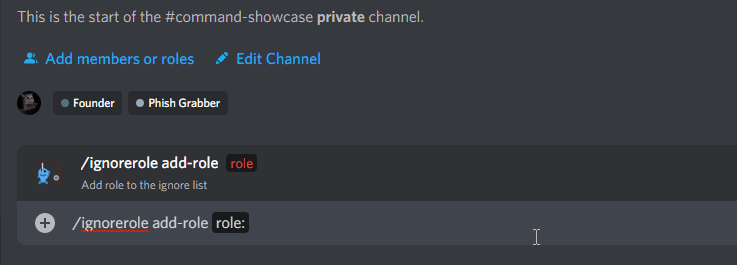 This is the start of the #command-showcase private channel.
Add members or roles Edit Channel
Founder Phish Grabber
/ignorerole add-role role
Add role to the ignore list
/ignorerole add-role role: